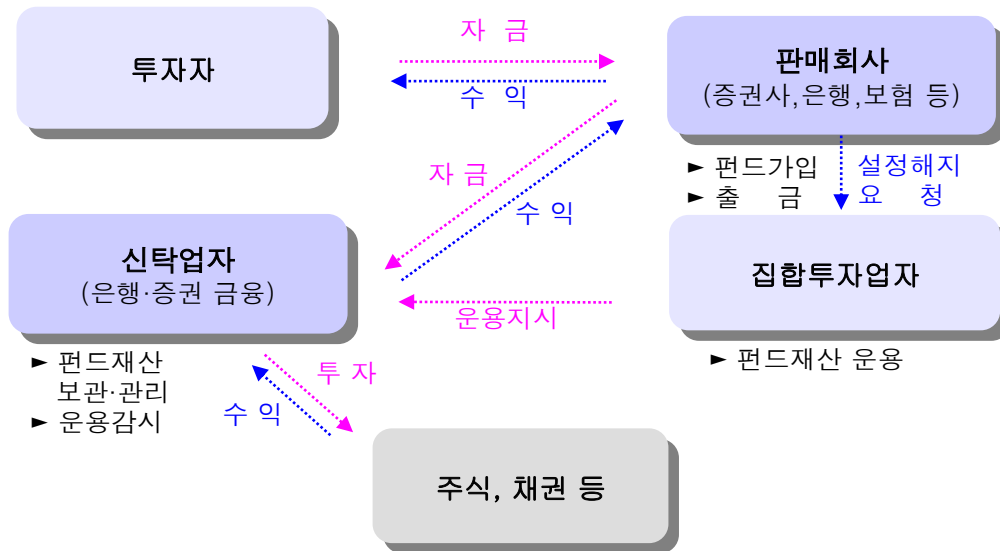 투자자
자 금
수 익
판매회사
(증권사,은행,보험 등)
► 펀드가입
► 출 금
설정해지
요 청
자 금
수 익
신탁업자
(은행·증권 금융)
집합투자업자
운용지시
► 펀드재산
보관·관리
► 운용감시
► 펀드재산 운용
투 자
수 익
주식, 채권 등